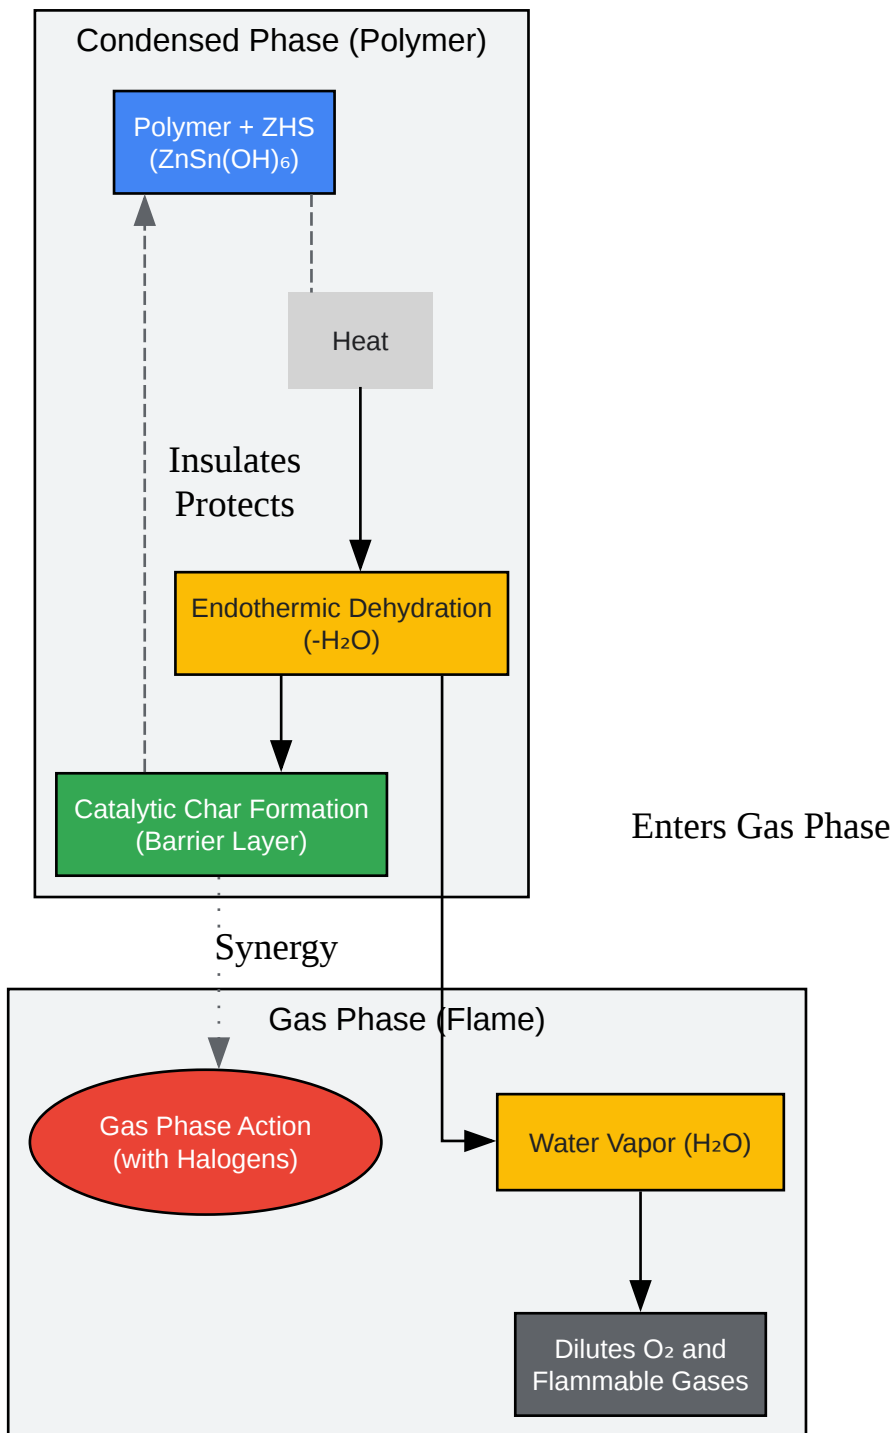 Condensed Phase (Polymer)
Polymer + ZHS
(ZnSn(OH)₆)
Heat
Insulates
Protects
Endothermic Dehydration
(-H₂O)
Catalytic Char Formation
(Barrier Layer)
Enters Gas Phase
Synergy
Gas Phase (Flame)
Gas Phase Action
(with Halogens)
Water Vapor (H₂O)
Dilutes O₂ and
Flammable Gases